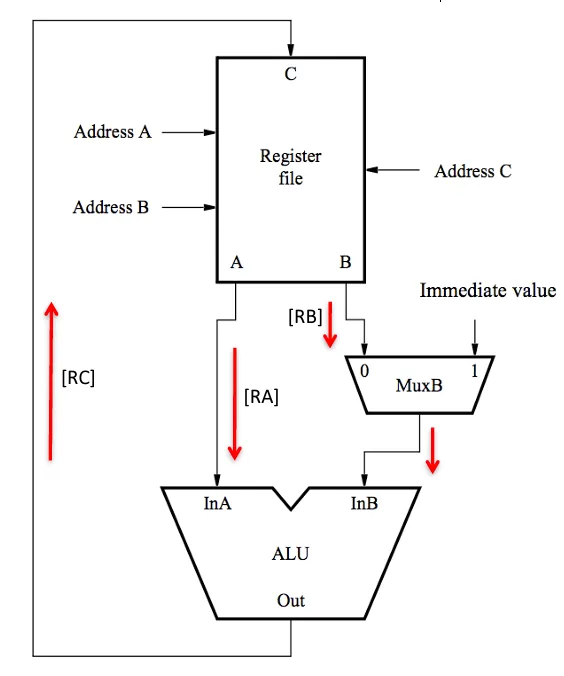 C
Address A
Register
file
Address C
Address B
A
B
Immediate value
[RB]
0
1
MuxB
[RC]
[RA]
InA
InB
ALU
Out